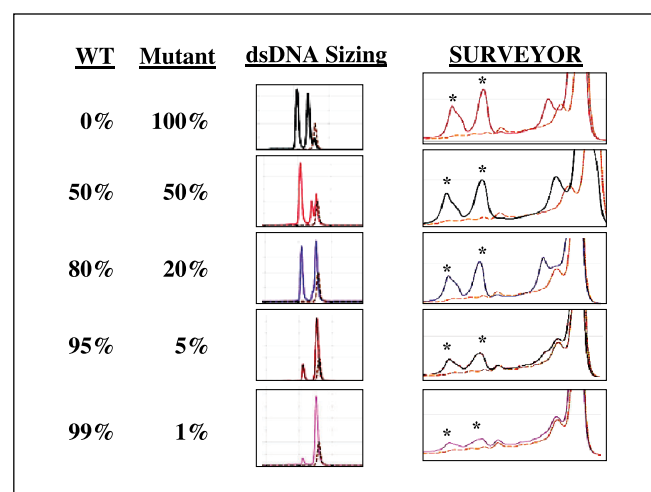 WT Mutant dsDNA Sizing SURVEYOR
0% 100% * *
50% 50% * *
80% 20% * *
95% 5% * *
99% 1% * *